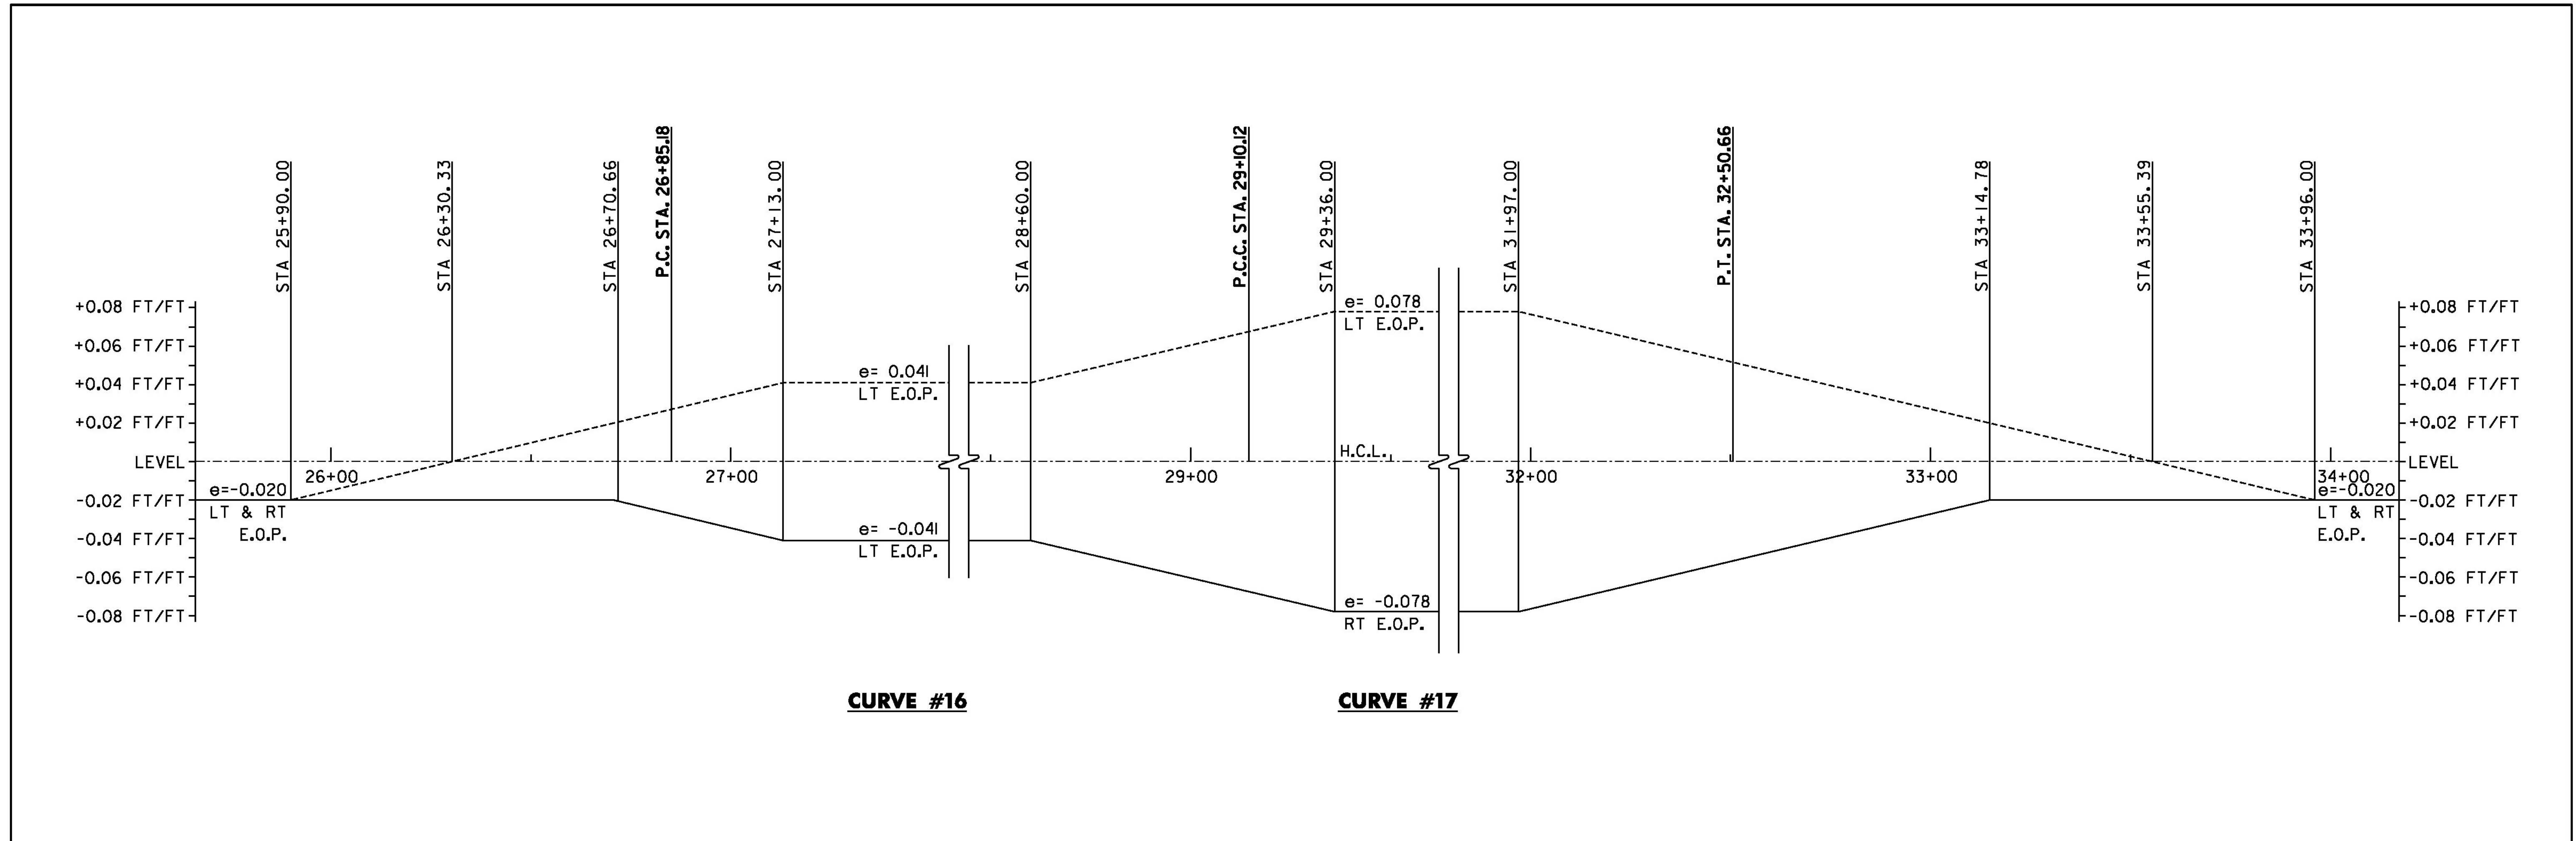 STA 25+90.00
STA 26+30.33
STA 26+70.66
P.C. STA. 26+85.18
STA 27+13.00
STA 28+60.00
P.C.C. STA. 29+10.12
STA 29+36.00
STA 31+97.00
P.T. STA. 32+50.66
STA 33+14.78
STA 33+55.39
STA 33+96.00
+0.08 FT/FT
+0.06 FT/FT
+0.04 FT/FT
+0.02 FT/FT
LEVEL
-0.02 FT/FT
-0.04 FT/FT
-0.06 FT/FT
-0.08 FT/FT
e=-0.020
LT & RT
E.O.P.
26+00
27+00
e= 0.041
LT E.O.P.
e= -0.041
LT E.O.P.
29+00
e= 0.078
LT E.O.P.
H.C.L.
e= -0.078
RT E.O.P.
32+00
33+00
34+00
e=-0.020
LT & RT
E.O.P.
+0.08 FT/FT
+0.06 FT/FT
+0.04 FT/FT
+0.02 FT/FT
LEVEL
-0.02 FT/FT
-0.04 FT/FT
-0.06 FT/FT
-0.08 FT/FT
CURVE #16
CURVE #17